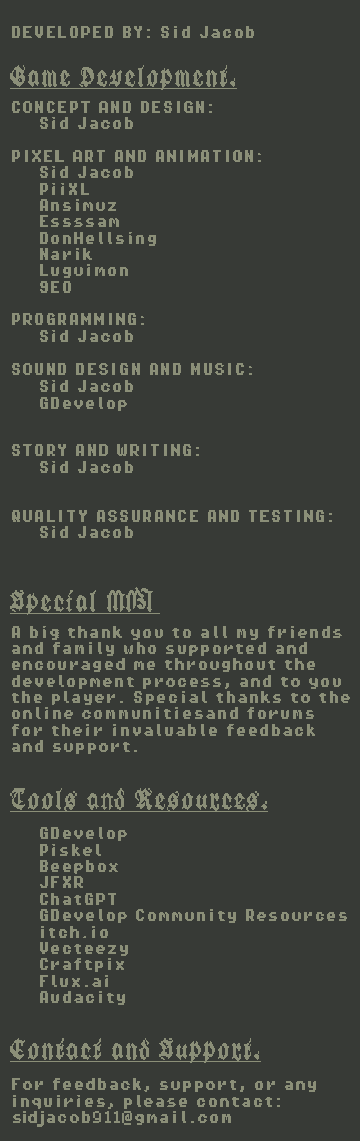 DEVELOPED BY: Sid Jacob
Game Development.
CONCEPT AND DESIGN:
Sid Jacob
PIXEL ART AND ANIMATION:
Sid Jacob
PiiXL
Ansimuz
Essssam
DonHellsing
Narik
Luguimon
9E0
PROGRAMMING:
Sid Jacob
SOUND DESIGN AND MUSIC:
Sid Jacob
GDevelop
STORY AND WRITING:
Sid Jacob
QUALITY ASSURANCE AND TESTING:
Sid Jacob
Special
A big thank you to all my friends
and family who supported and
encouraged me throughout the
development process, and to you
the player. Special thanks to the
online communitiesand forums
for their invaluable feedback
and support.
Tools and Resources.
GDevelop
Piskel
Beepbox
JFXR
ChatGPT
GDevelop Community Resources
itch.io
Vecteezy
Craftpix
Flux.ai
Audacity
Contact and Support.
For feedback, support, or any
inquiries, please contact:
sidjacob911@gmail.com